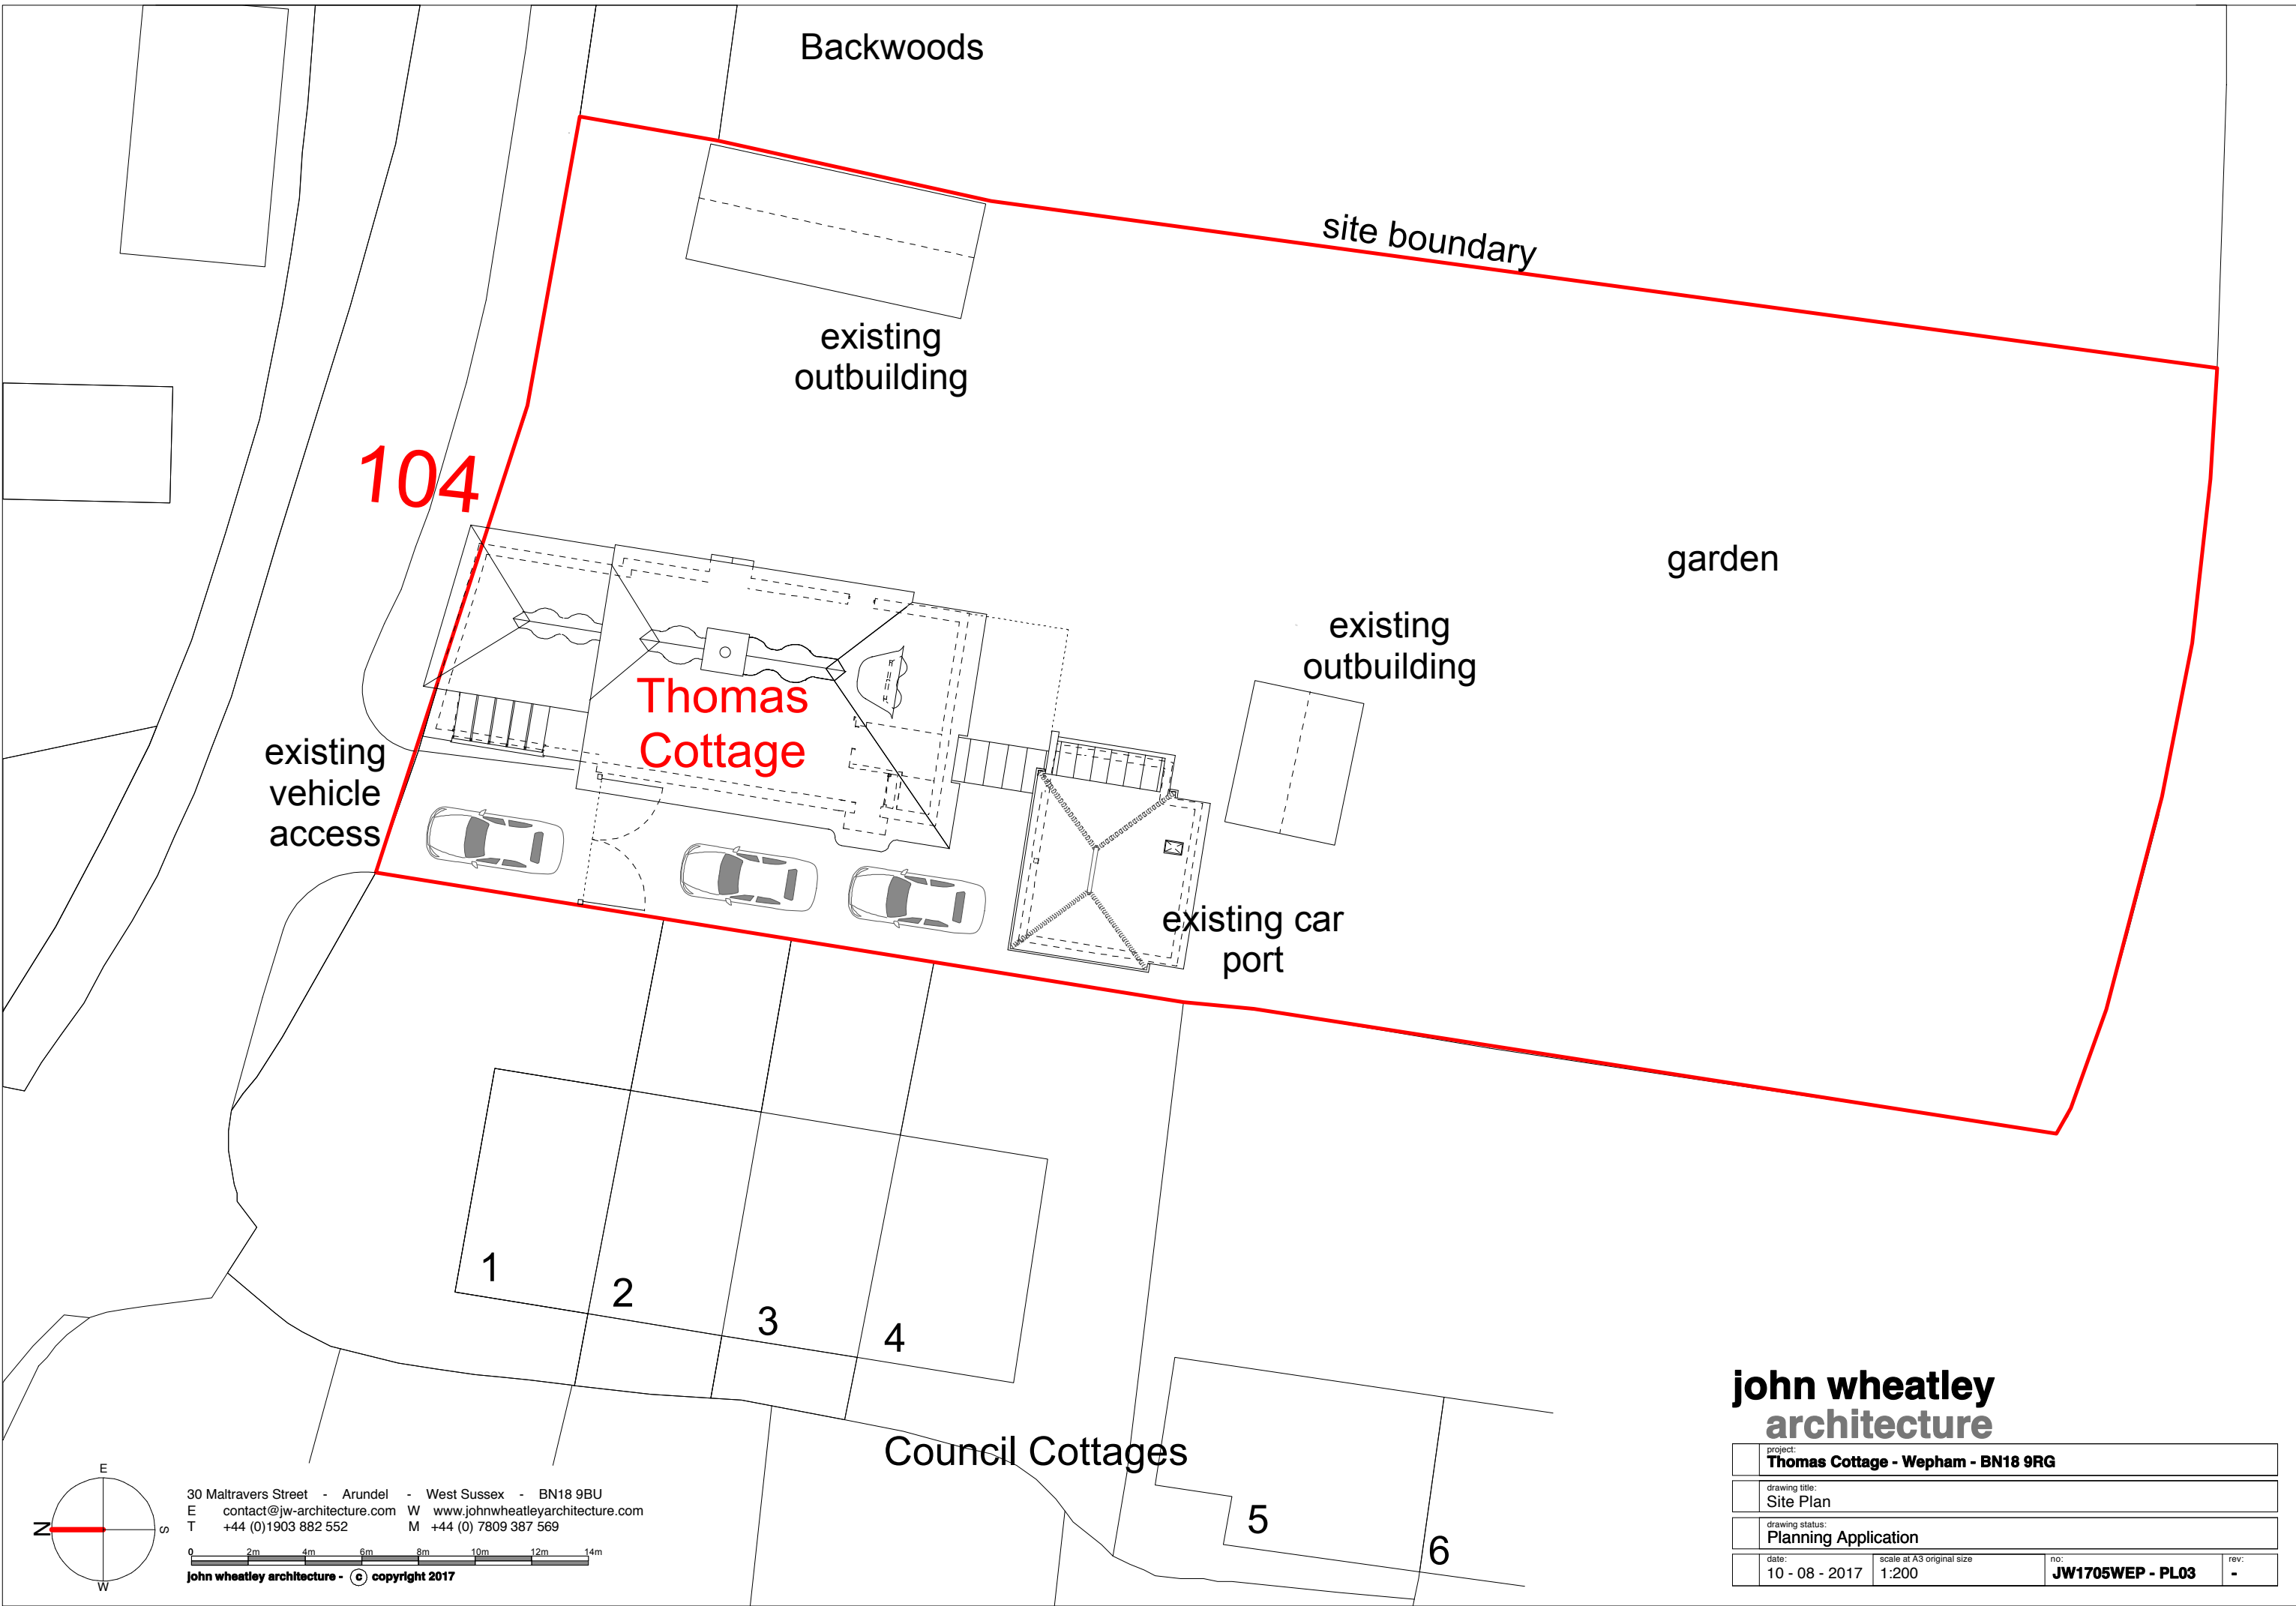 Backwoods
site boundary
existing
outbuilding
104
garden
existing
outbuilding
Thomas
Cottage
existing
vehicle
access
existing car
port
1
2
3
4
Council Cottages
5
6
E
N
S
W
30 Maltravers Street - Arundel - West Sussex - BN18 9BU
E contact@jw-architecture.com W www.johnwheatleyarchitecture.com
T +44 (0)1903 882 552 M +44 (0) 7809 387 569
0 2m 4m 6m 8m 10m 12m 14m
john wheatley architecture - c copyright 2017
john wheatley
architecture
project:
Thomas Cottage - Wepham - BN18 9RG
drawing title:
Site Plan
drawing status:
Planning Application
date: scale at A3 original size no: rev:
10 - 08 - 2017 1:200 JW1705WEP - PL03 -